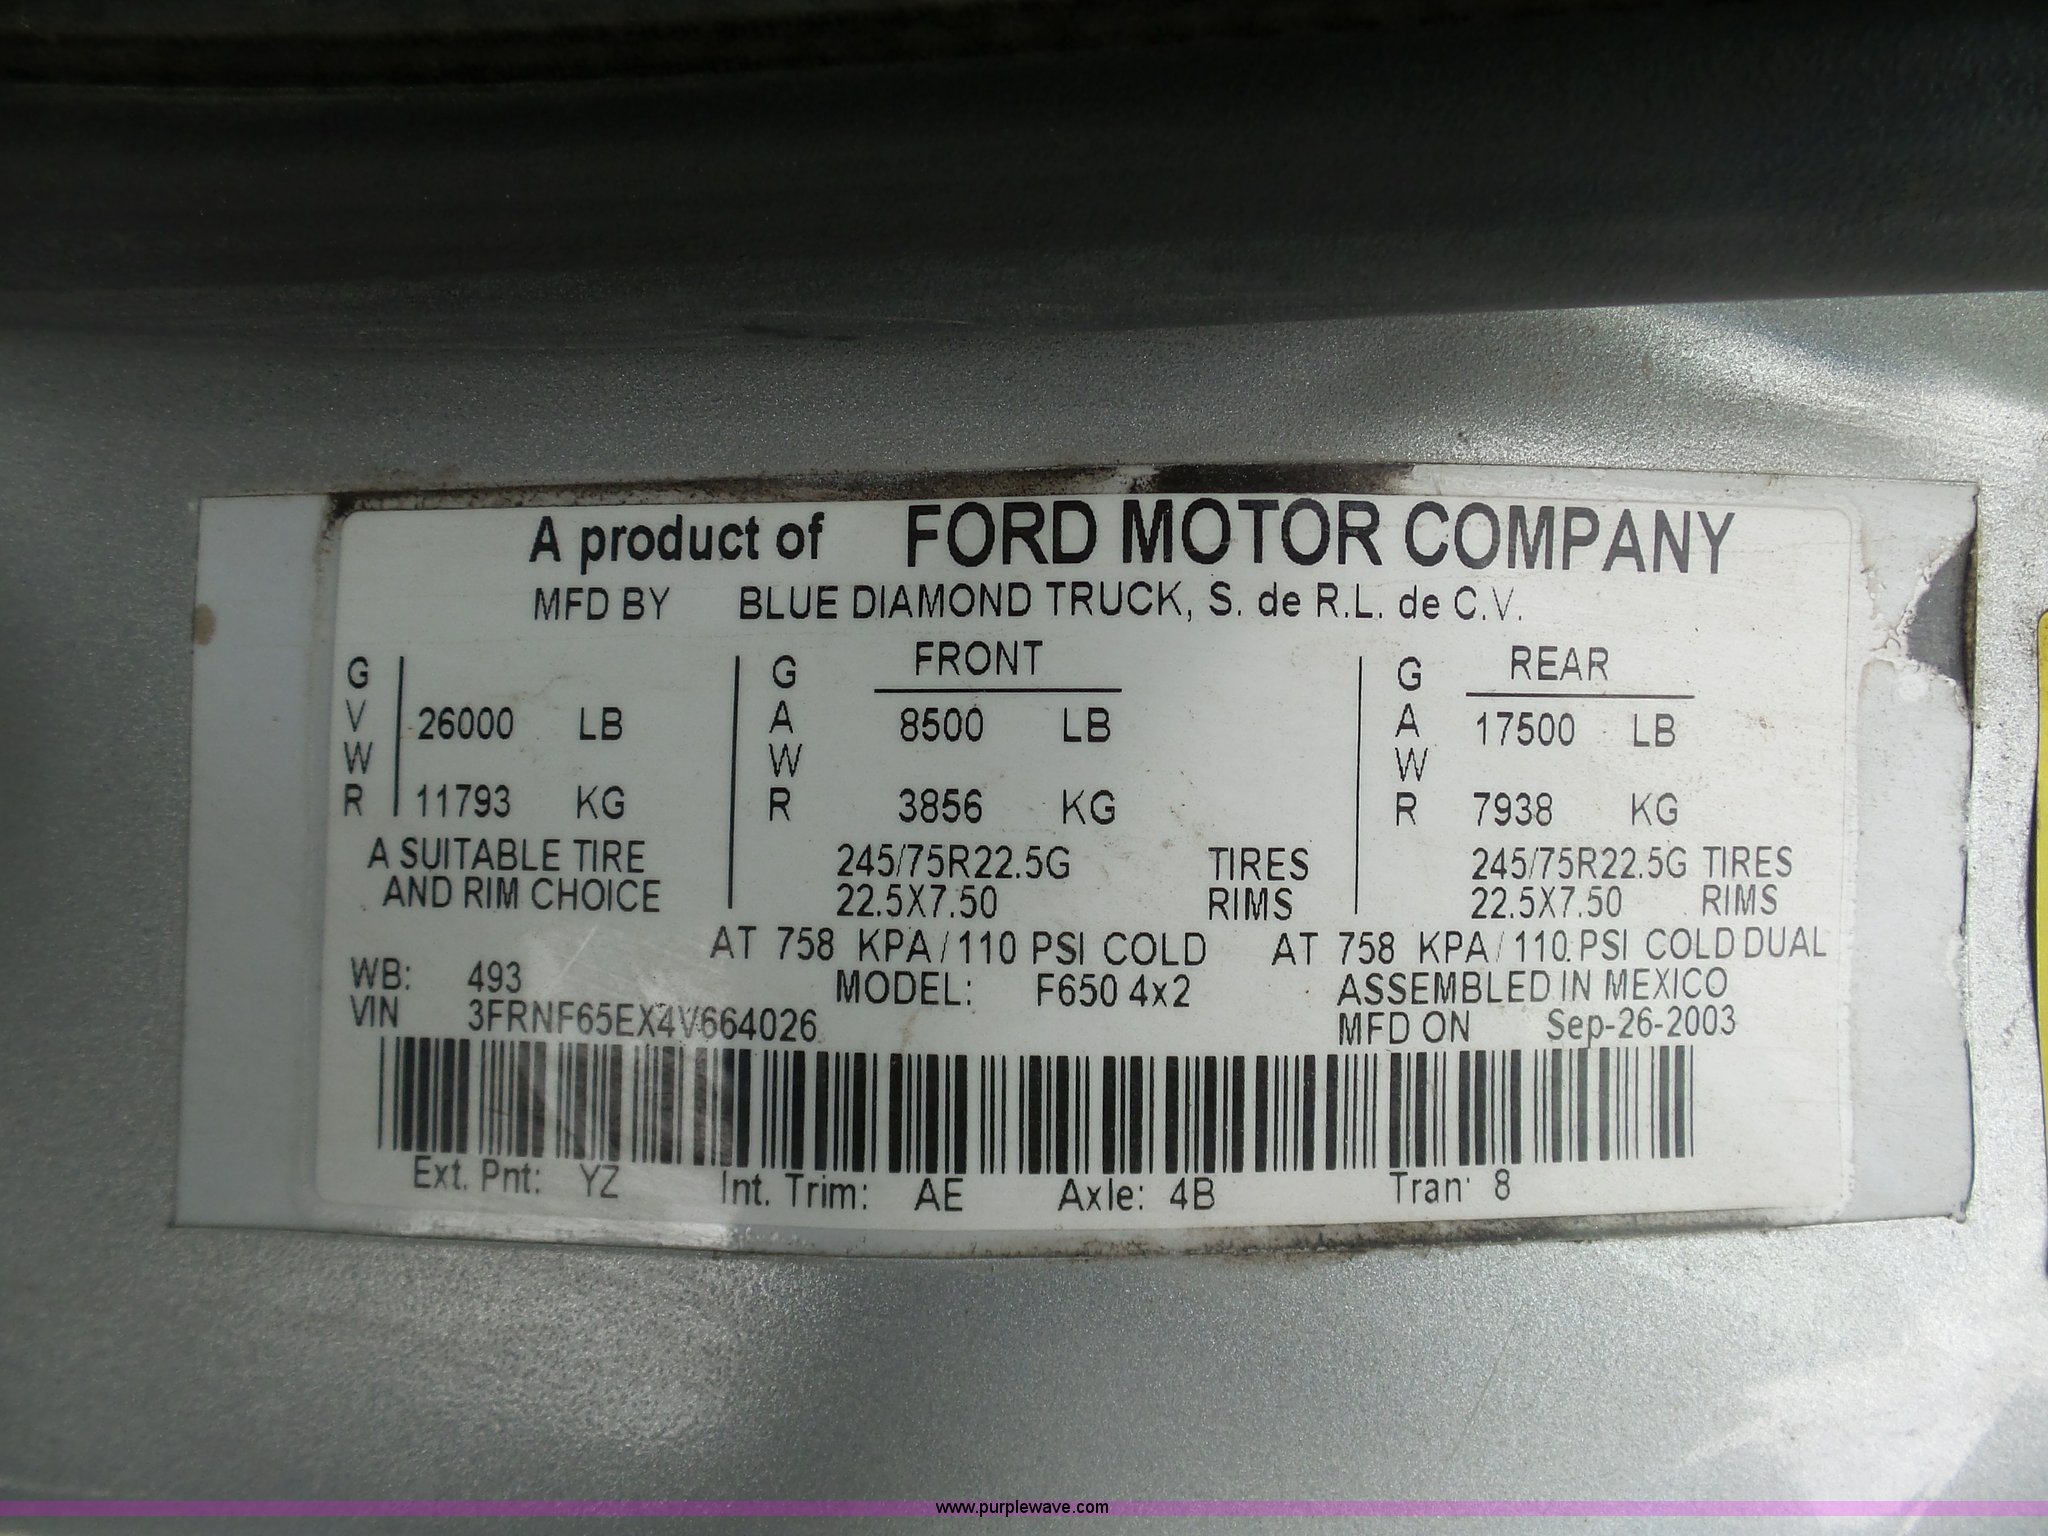 A product of FORD MOTOR COMPANY
MFD BY BLUE DIAMOND TRUCK, S. de R.L. de C.V.
GVWR 26000 LB
11793 KG
A SUITABLE TIRE
AND RIM CHOICE
GAWR FRONT
8500 LB
3856 KG
245/75R22.5G TIRES
22.5X7.50 RIMS
AT 758 KPA/110 PSI COLD
GAWR REAR
17500 LB
7938 KG
245/75R22.5G TIRES
22.5X7.50 RIMS
AT 758 KPA/110 PSI COLD DUAL
WB: 493 MODEL: F650 4x2 ASSEMBLED IN MEXICO
VIN 3FRNF65EX4V664026 MFD ON Sep-26-2003
Ext. Pnt: YZ Int. Trim: AE Axle: 4B Tran: 8
www.purplewave.com